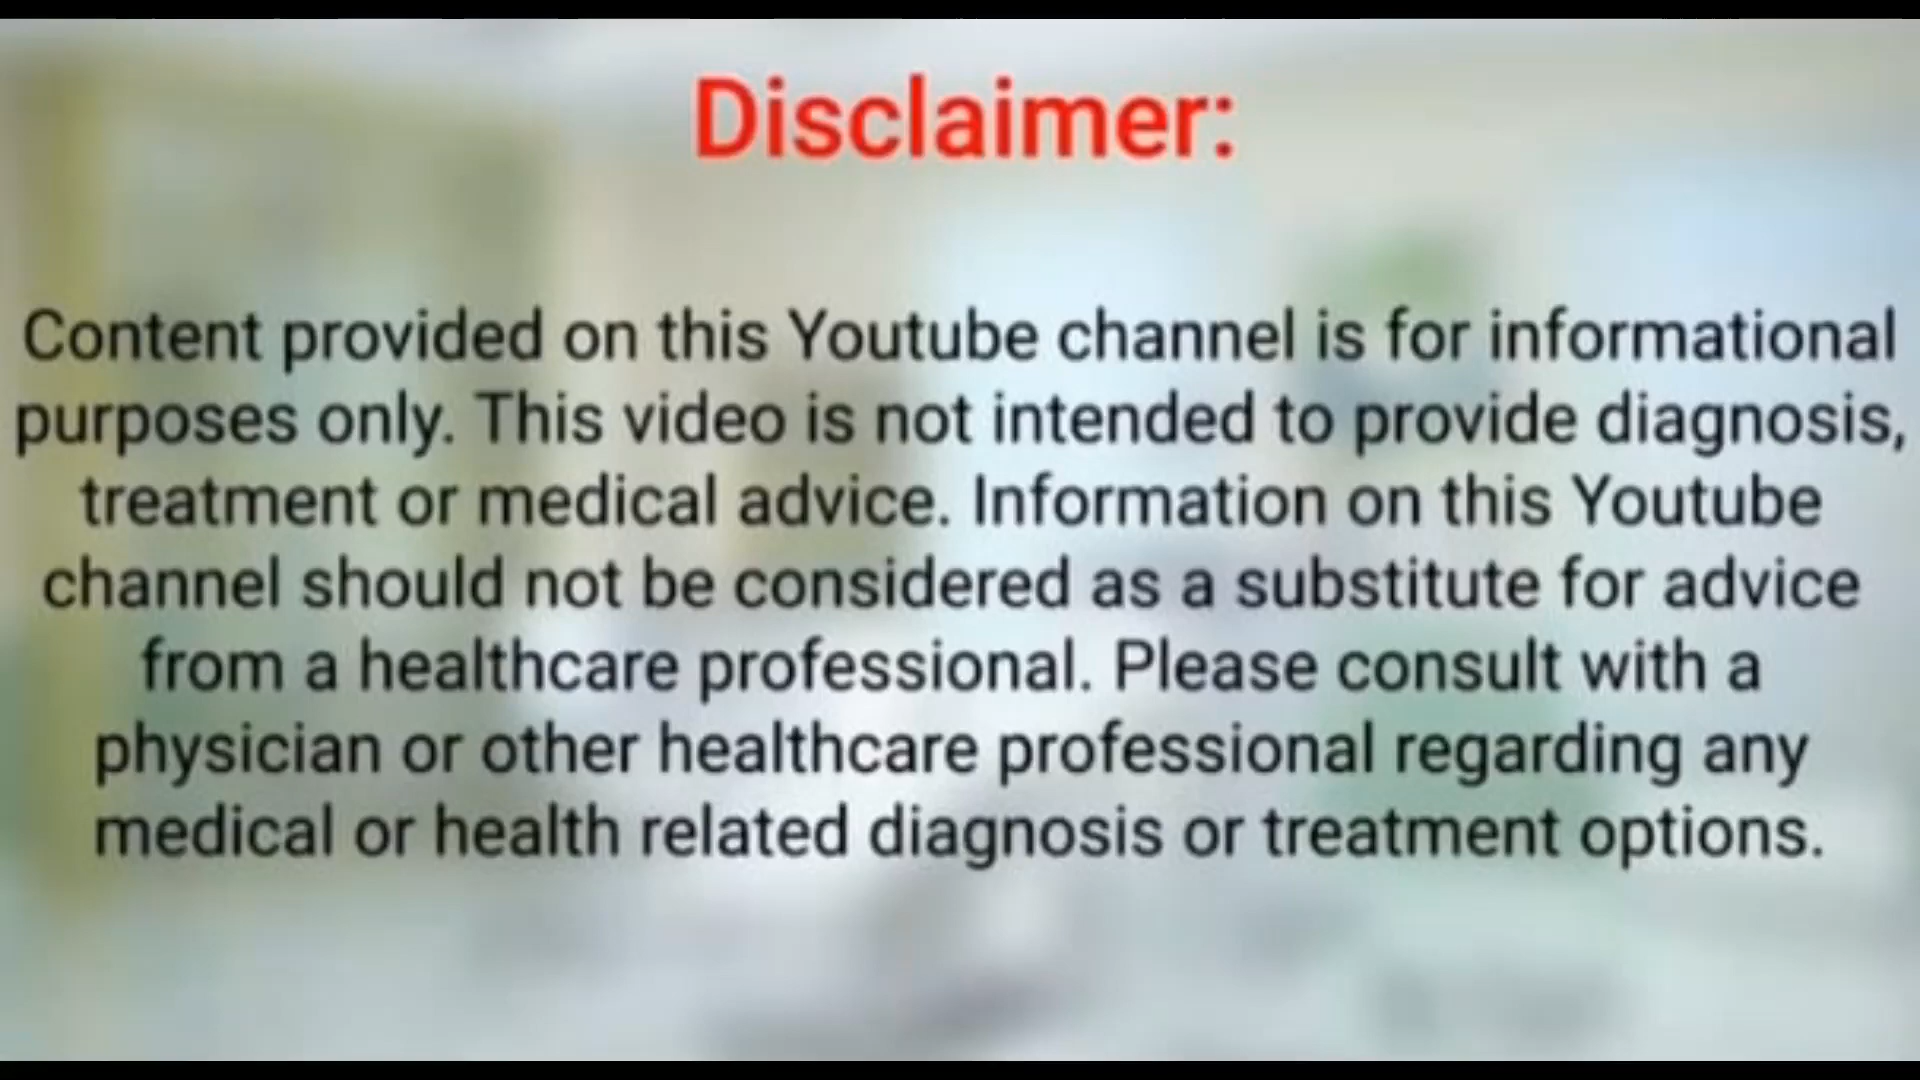 Disclaimer:
Content provided on this Youtube channel is for informational
purposes only. This video is not intended to provide diagnosis,
treatment or medical advice. Information on this Youtube
channel should not be considered as a substitute for advice
from a healthcare professional. Please consult with a
physician or other healthcare professional regarding any
medical or health related diagnosis or treatment options.